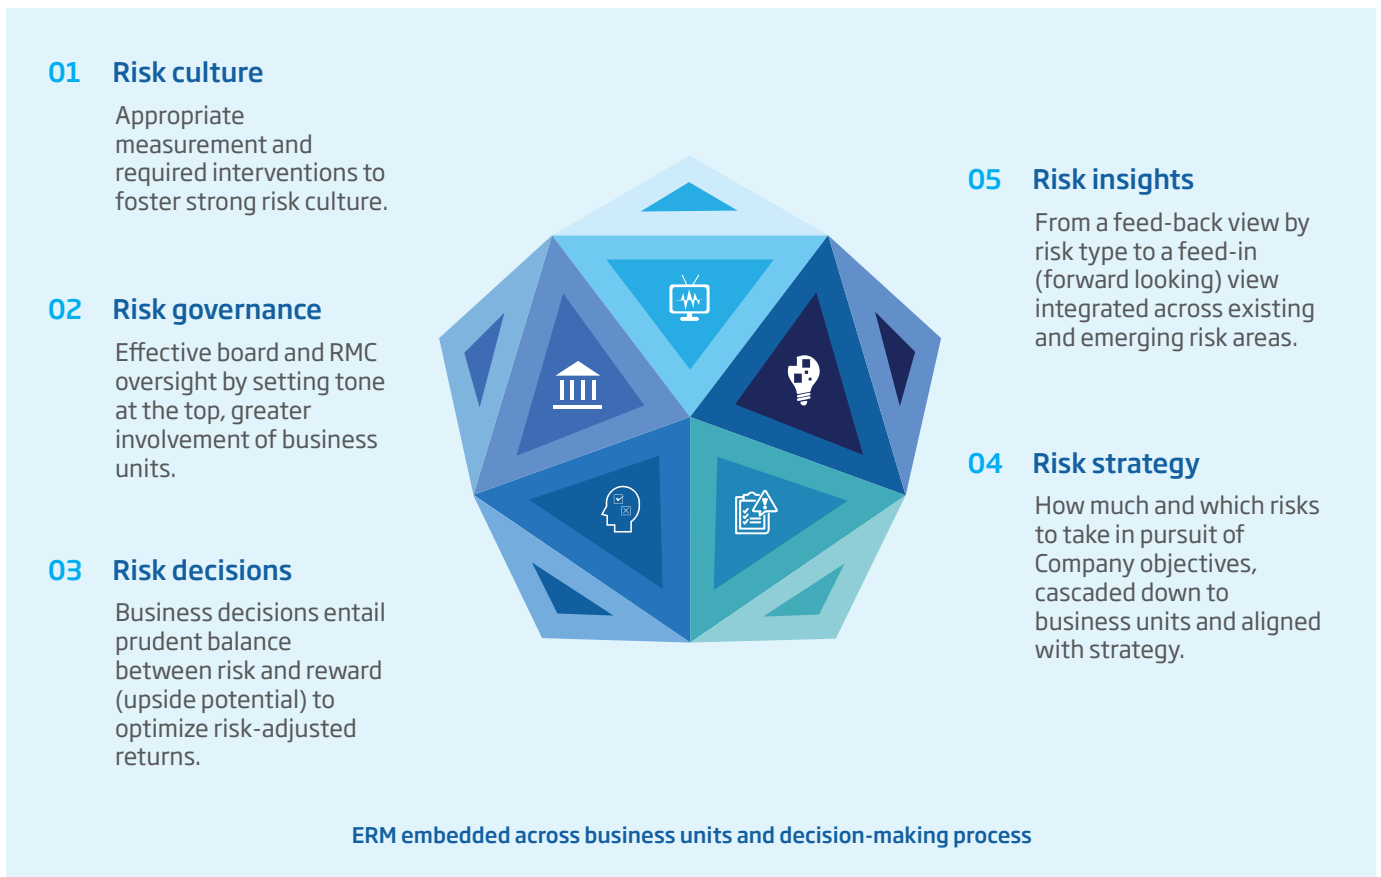 01 Risk culture
Appropriate
measurement and
required interventions to
foster strong risk culture.
02 Risk governance
Effective board and RMC
oversight by setting tone
at the top, greater
involvement of business
units.
03 Risk decisions
Business decisions entail
prudent balance
between risk and reward
(upside potential) to
optimize risk-adjusted
returns.
05 Risk insights
From a feed-back view by
risk type to a feed-in
(forward looking) view
integrated across existing
and emerging risk areas.
04 Risk strategy
How much and which risks
to take in pursuit of
Company objectives,
cascaded down to
business units and aligned
with strategy.
ERM embedded across business units and decision-making process